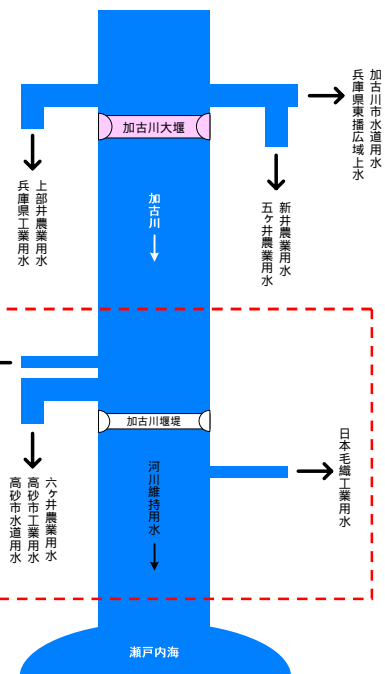 加古川市水道用水
兵庫県東播広域上水
加古川大堰
上部井農業用水
兵庫県工業用水
加古川
新井農業用水
五ヶ井農業用水
加古川堰堤
日本毛織工業用水
河川維持用水
六ヶ井農業用水
高砂市工業用水
高砂市水道用水
瀬戸内海